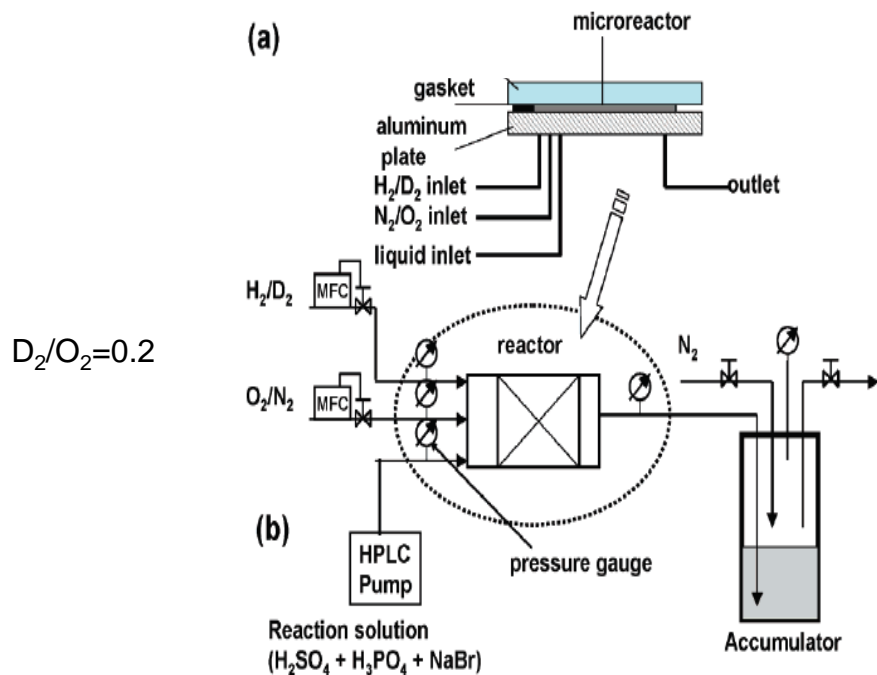 (a)
microreactor
gasket
aluminum
plate
H₂/D₂ inlet
outlet
N₂/O₂ inlet
liquid inlet
H₂/D₂
MFC
D₂/O₂=0.2
reactor
N₂
O₂/N₂
MFC
(b)
HPLC
Pump
pressure gauge
Reaction solution
(H₂SO₄ + H₃PO₄ + NaBr)
Accumulator